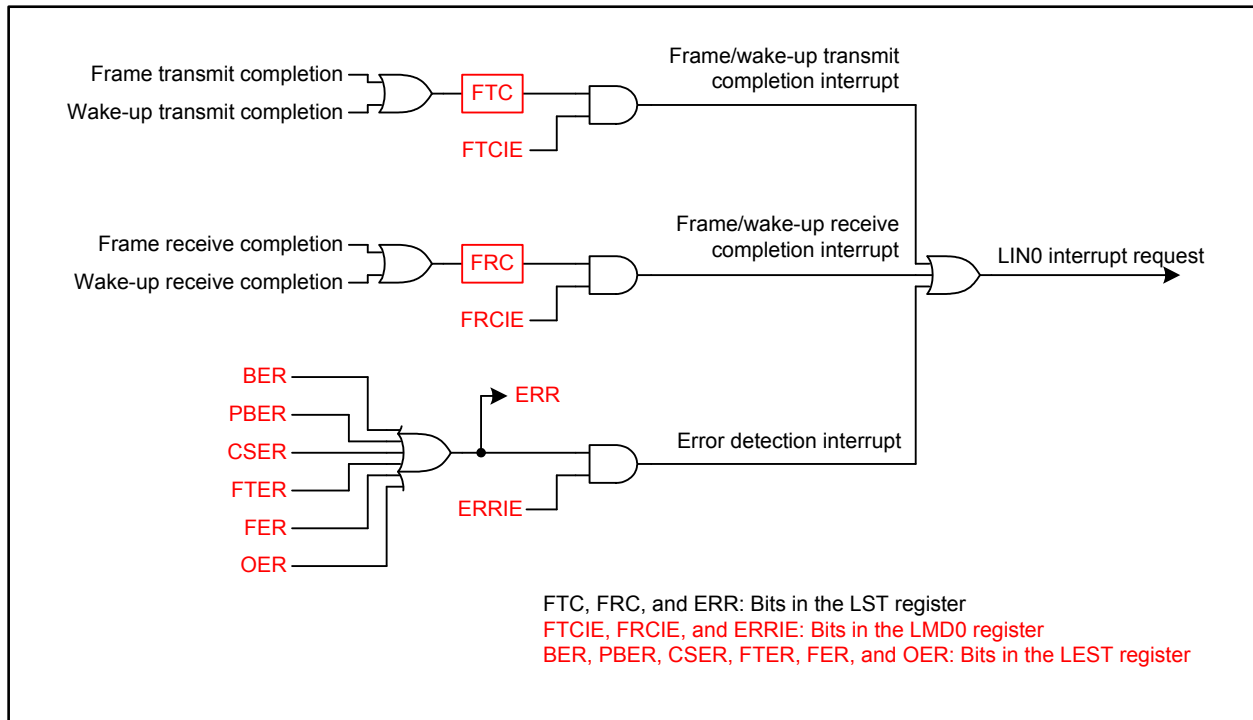 Frame transmit completion
Wake-up transmit completion
FTC
FTCIE
Frame/wake-up transmit
completion interrupt
Frame receive completion
Wake-up receive completion
FRC
FRCIE
Frame/wake-up receive
completion interrupt
LIN0 interrupt request
BER
PBER
CSER
FTER
FER
OER
ERR
ERRIE
Error detection interrupt
FTC, FRC, and ERR: Bits in the LST register
FTCIE, FRCIE, and ERRIE: Bits in the LMD0 register
BER, PBER, CSER, FTER, FER, and OER: Bits in the LEST register